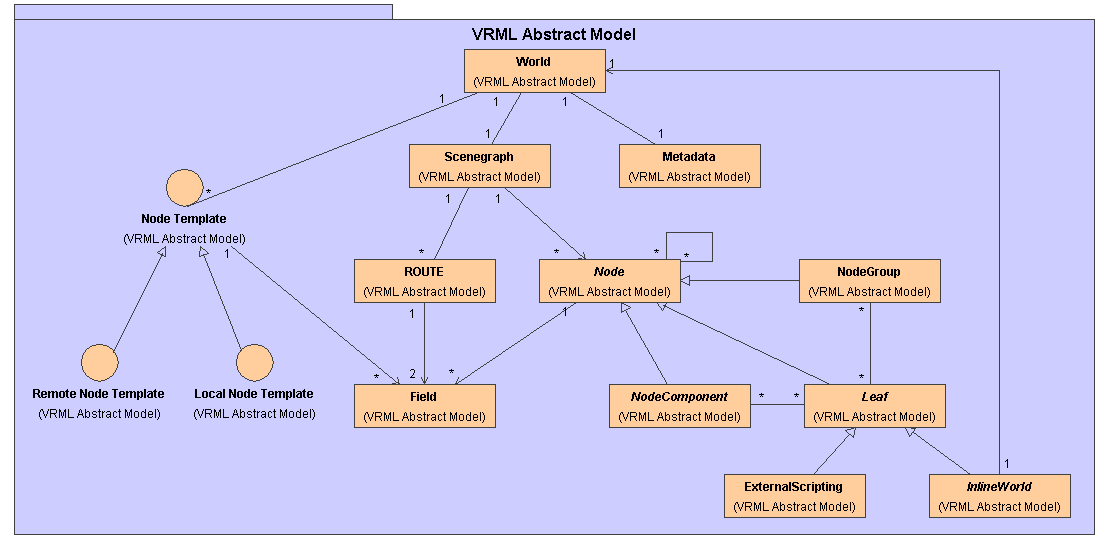 VRML Abstract Model
World
(VRML Abstract Model)
1
1
1
1
1
1
Scenegraph
(VRML Abstract Model)
Metadata
(VRML Abstract Model)
*
Node Template
(VRML Abstract Model)
1
1
1
*
*
*
*
ROUTE
(VRML Abstract Model)
Node
(VRML Abstract Model)
NodeGroup
(VRML Abstract Model)
1
1
*
*
2
*
*
Remote Node Template
(VRML Abstract Model)
Local Node Template
(VRML Abstract Model)
Field
(VRML Abstract Model)
NodeComponent
(VRML Abstract Model)
*
*
Leaf
(VRML Abstract Model)
1
ExternalScripting
(VRML Abstract Model)
InlineWorld
(VRML Abstract Model)